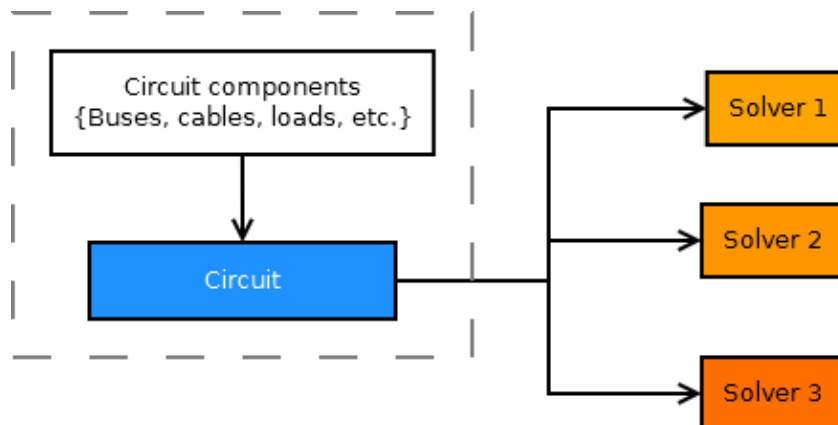 Circuit components
{Buses, cables, loads, etc.}
Circuit
Solver 1
Solver 2
Solver 3